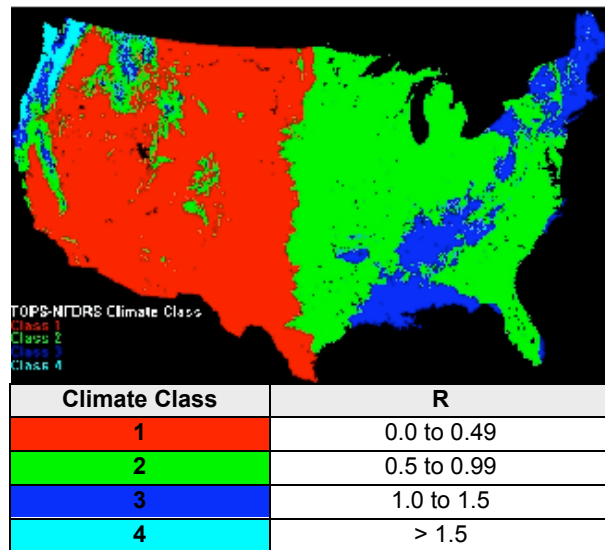 TOPS-NFDRS Climate Class
Class 1
Class 2
Class 3
Class 4
Climate Class R
1 0.0 to 0.49
2 0.5 to 0.99
3 1.0 to 1.5
4 > 1.5